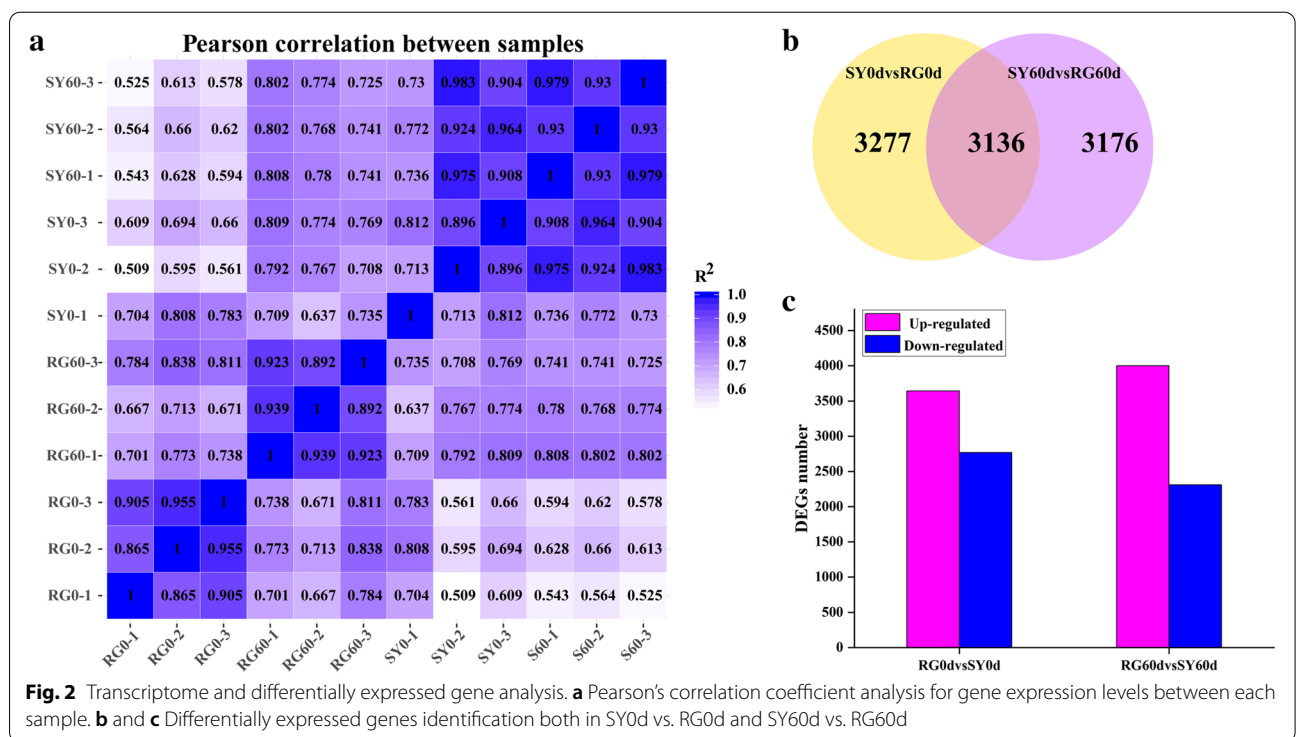 a
Pearson correlation between samples
SY60-3 0.525 0.613 0.578 0.802 0.774 0.725 0.73 0.983 0.904 0.979 0.93 1
SY60-2 0.564 0.66 0.62 0.802 0.768 0.741 0.772 0.924 0.964 0.93 1 0.93
SY60-1 0.543 0.628 0.594 0.808 0.78 0.741 0.736 0.975 0.908 1 0.93 0.979
SY0-3 0.609 0.694 0.66 0.809 0.774 0.769 0.812 0.896 1 0.908 0.964 0.904
SY0-2 0.509 0.595 0.561 0.792 0.767 0.708 0.713 1 0.896 0.975 0.924 0.983
SY0-1 0.704 0.808 0.783 0.709 0.637 0.735 1 0.713 0.812 0.736 0.772 0.73
RG60-3 0.784 0.838 0.811 0.923 0.892 1 0.735 0.708 0.769 0.741 0.741 0.725
RG60-2 0.667 0.713 0.671 0.939 1 0.892 0.637 0.767 0.774 0.78 0.768 0.774
RG60-1 0.701 0.773 0.738 1 0.939 0.923 0.709 0.792 0.809 0.808 0.802 0.802
RG0-3 0.905 0.955 1 0.738 0.671 0.811 0.783 0.561 0.66 0.594 0.62 0.578
RG0-2 0.865 1 0.955 0.773 0.713 0.838 0.808 0.595 0.694 0.628 0.66 0.613
RG0-1 1 0.865 0.905 0.701 0.667 0.784 0.704 0.509 0.609 0.543 0.564 0.525
RG0-1 RG0-2 RG0-3 RG60-1 RG60-2 RG60-3 SY0-1 SY0-2 SY0-3 S60-1 S60-2 S60-3
R2
1.0
0.9
0.8
0.7
0.6
b
SY0dvsRG0d SY60dvsRG60d
3277 3136 3176
c
Up-regulated
Down-regulated
DEGs number
4500
4000
3500
3000
2500
2000
1500
1000
500
0
RG0dvsSY0d RG60dvsSY60d
Fig. 2 Transcriptome and differentially expressed gene analysis. a Pearson's correlation coefficient analysis for gene expression levels between each
sample. b and c Differentially expressed genes identification both in SY0d vs. RG0d and SY60d vs. RG60d